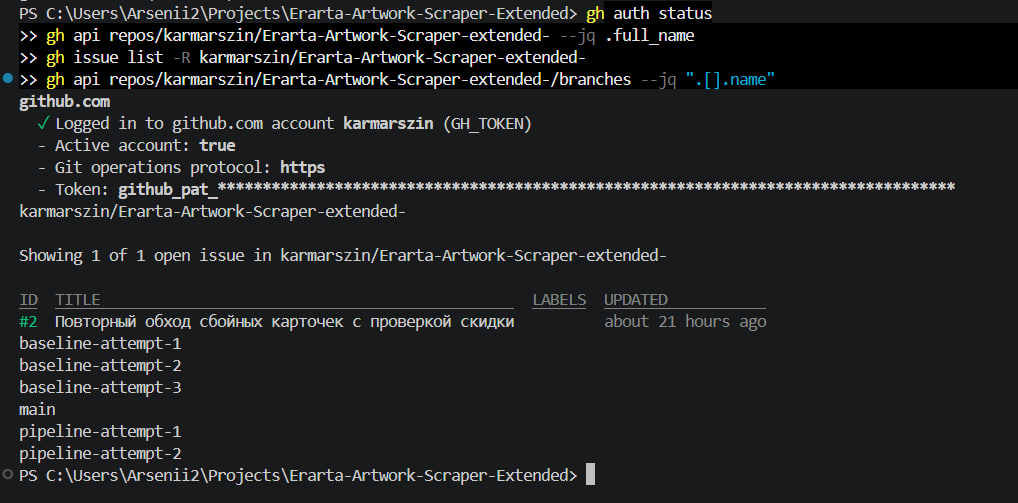 PS C:\Users\Arsenii2\Projects\Erarta-Artwork-Scraper-Extended> gh auth status
>> gh api repos/karmarszin/Erarta-Artwork-Scraper-extended- --jq .full_name
>> gh issue list -R karmarszin/Erarta-Artwork-Scraper-extended-
>> gh api repos/karmarszin/Erarta-Artwork-Scraper-extended-/branches --jq ".[].name"
github.com
✓ Logged in to github.com account karmarszin (GH_TOKEN)
- Active account: true
- Git operations protocol: https
- Token: github_pat_**********************************************************************************
karmarszin/Erarta-Artwork-Scraper-extended-
Showing 1 of 1 open issue in karmarszin/Erarta-Artwork-Scraper-extended-
ID TITLE LABELS UPDATED
#2 Повторный обход сбойных карточек с проверкой скидки about 21 hours ago
baseline-attempt-1
baseline-attempt-2
baseline-attempt-3
main
pipeline-attempt-1
pipeline-attempt-2
PS C:\Users\Arsenii2\Projects\Erarta-Artwork-Scraper-Extended>